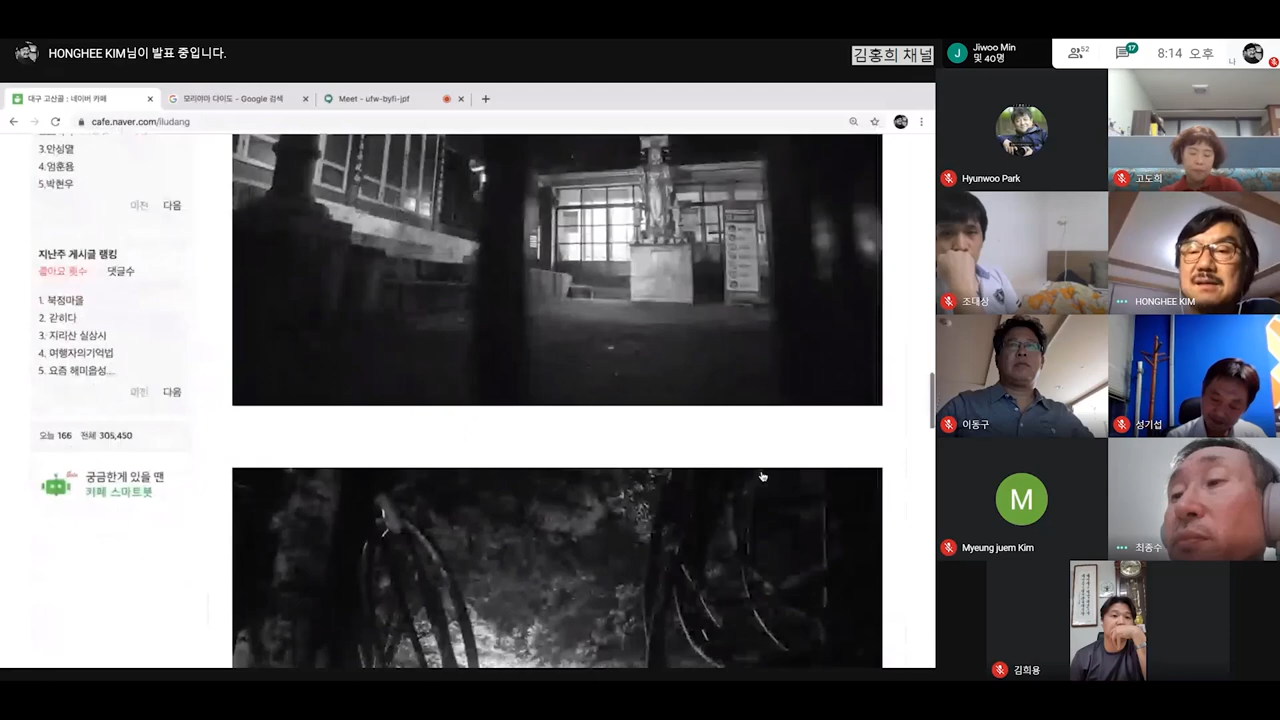 HONGHEE KIM님이 발표 중입니다.
김홍희 채널
J
Jiwoo Min
및 40명
52
17
8:14 오후
나
대구 고산골 : 네이버 카페
모리야마 다이도 - Google 검색
Meet - ufw-byfi-jpf
cafe.naver.com/iludang
3.안성열
4.엄훈용
5.박현우
이전 다음
지난주 게시글 랭킹
좋아요 횟수 댓글수
1. 북정마을
2. 갇히다
3. 지리산 실상사
4. 여행자의기억법
5. 요즘 해미읍성....
이전 다음
오늘 166 전체 305,450
궁금한게 있을 땐
카페 스마트봇
Hyunwoo Park
고도희
조대상
HONGHEE KIM
이동구
성기섭
M
Myeung juem Kim
최종수
김희용